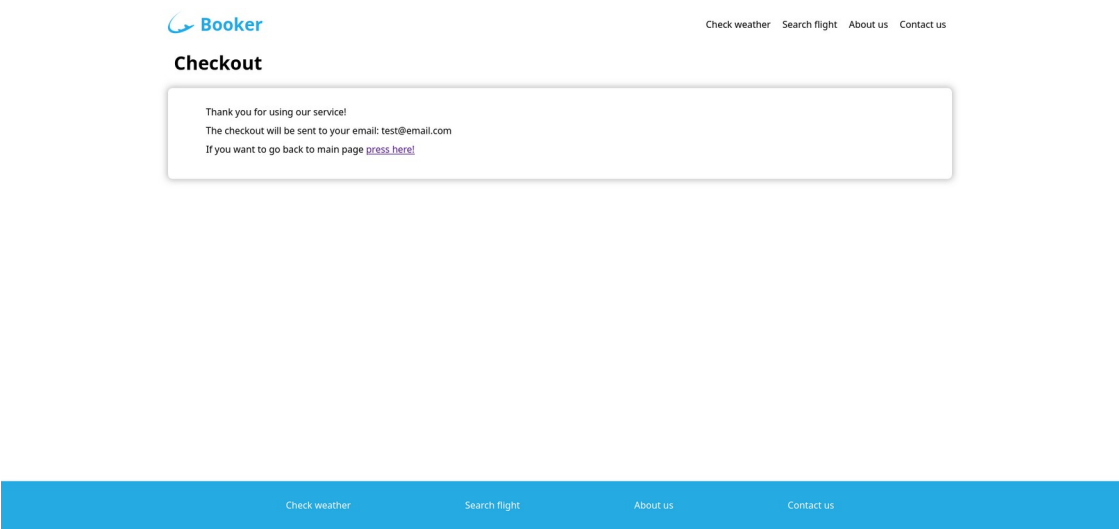 Booker
Check weather Search flight About us Contact us
Checkout
Thank you for using our service!
The checkout will be sent to your email: test@email.com
If you want to go back to main page press here!
Check weather Search flight About us Contact us